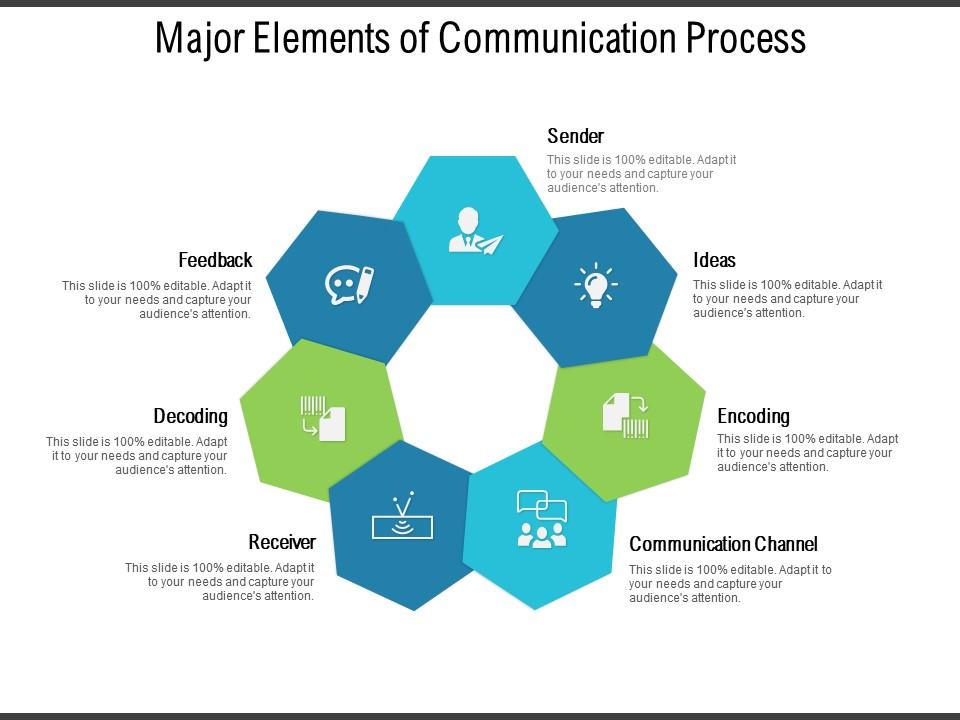 Major Elements of Communication Process
Sender
This slide is 100% editable. Adapt it
to your needs and capture your
audience's attention.
Ideas
This slide is 100% editable. Adapt it
to your needs and capture your
audience's attention.
Encoding
This slide is 100% editable. Adapt
it to your needs and capture your
audience's attention.
Communication Channel
This slide is 100% editable. Adapt it to
your needs and capture your
audience's attention.
Receiver
This slide is 100% editable. Adapt it
to your needs and capture your
audience's attention.
Decoding
This slide is 100% editable. Adapt
it to your needs and capture your
audience's attention.
Feedback
This slide is 100% editable. Adapt it
to your needs and capture your
audience's attention.